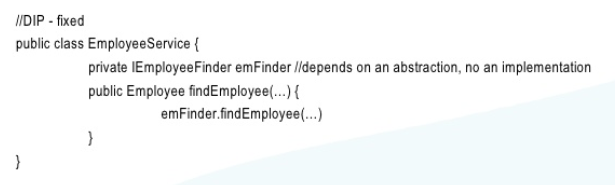 //DIP - fixed
public class EmployeeService {
private IEmployeeFinder emFinder //depends on an abstraction, no an implementation
public Employee findEmployee(…) {
emFinder.findEmployee(…)
}
}